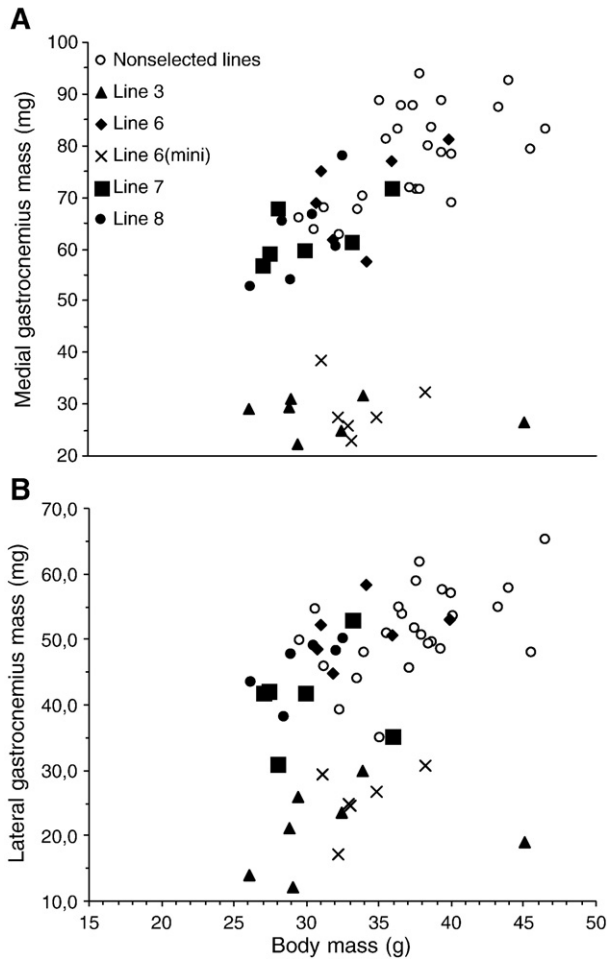 A
100
90
80
70
60
50
40
30
20
Medial gastrocnemius mass (mg)
Nonselected lines
Line 3
Line 6
Line 6(mini)
Line 7
Line 8
B
70,0
60,0
50,0
40,0
30,0
20,0
10,0
Lateral gastrocnemius mass (mg)
15 20 25 30 35 40 45 50
Body mass (g)